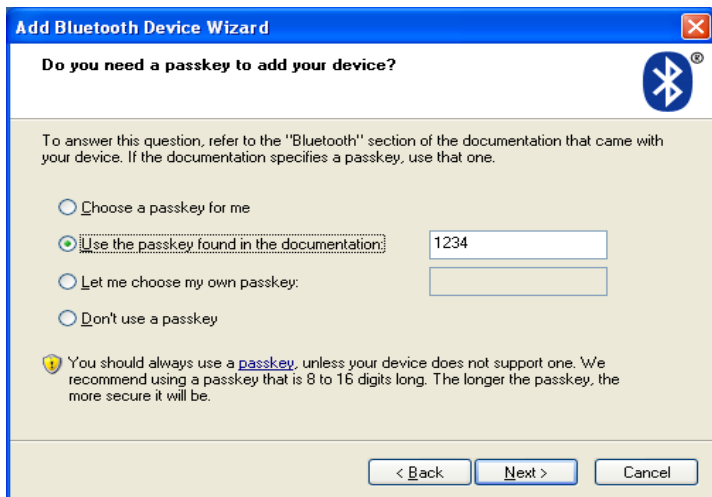 Add Bluetooth Device Wizard
Do you need a passkey to add your device?
®
To answer this question, refer to the "Bluetooth" section of the documentation that came with
your device. If the documentation specifies a passkey, use that one.
Choose a passkey for me
Use the passkey found in the documentation: 1234
Let me choose my own passkey:
Don't use a passkey
You should always use a passkey, unless your device does not support one. We
recommend using a passkey that is 8 to 16 digits long. The longer the passkey, the
more secure it will be.
< Back Next > Cancel